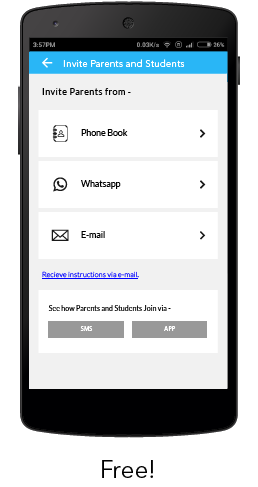 3:57PM 0.03K/s 26%
Invite Parents and Students
Invite Parents from -
Phone Book
Whatsapp
E-mail
Recieve instructions via e-mail.
See how Parents and Students Join via -
SMS APP
Free!